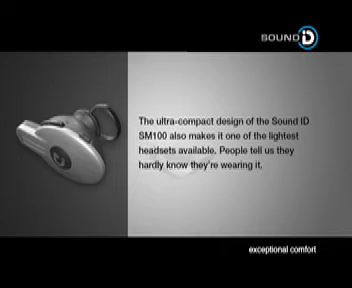 SOUND ID
The ultra-compact design of the Sound ID
SM100 also makes it one of the lightest
headsets available. People tell us they
hardly know they're wearing it.
exceptional comfort